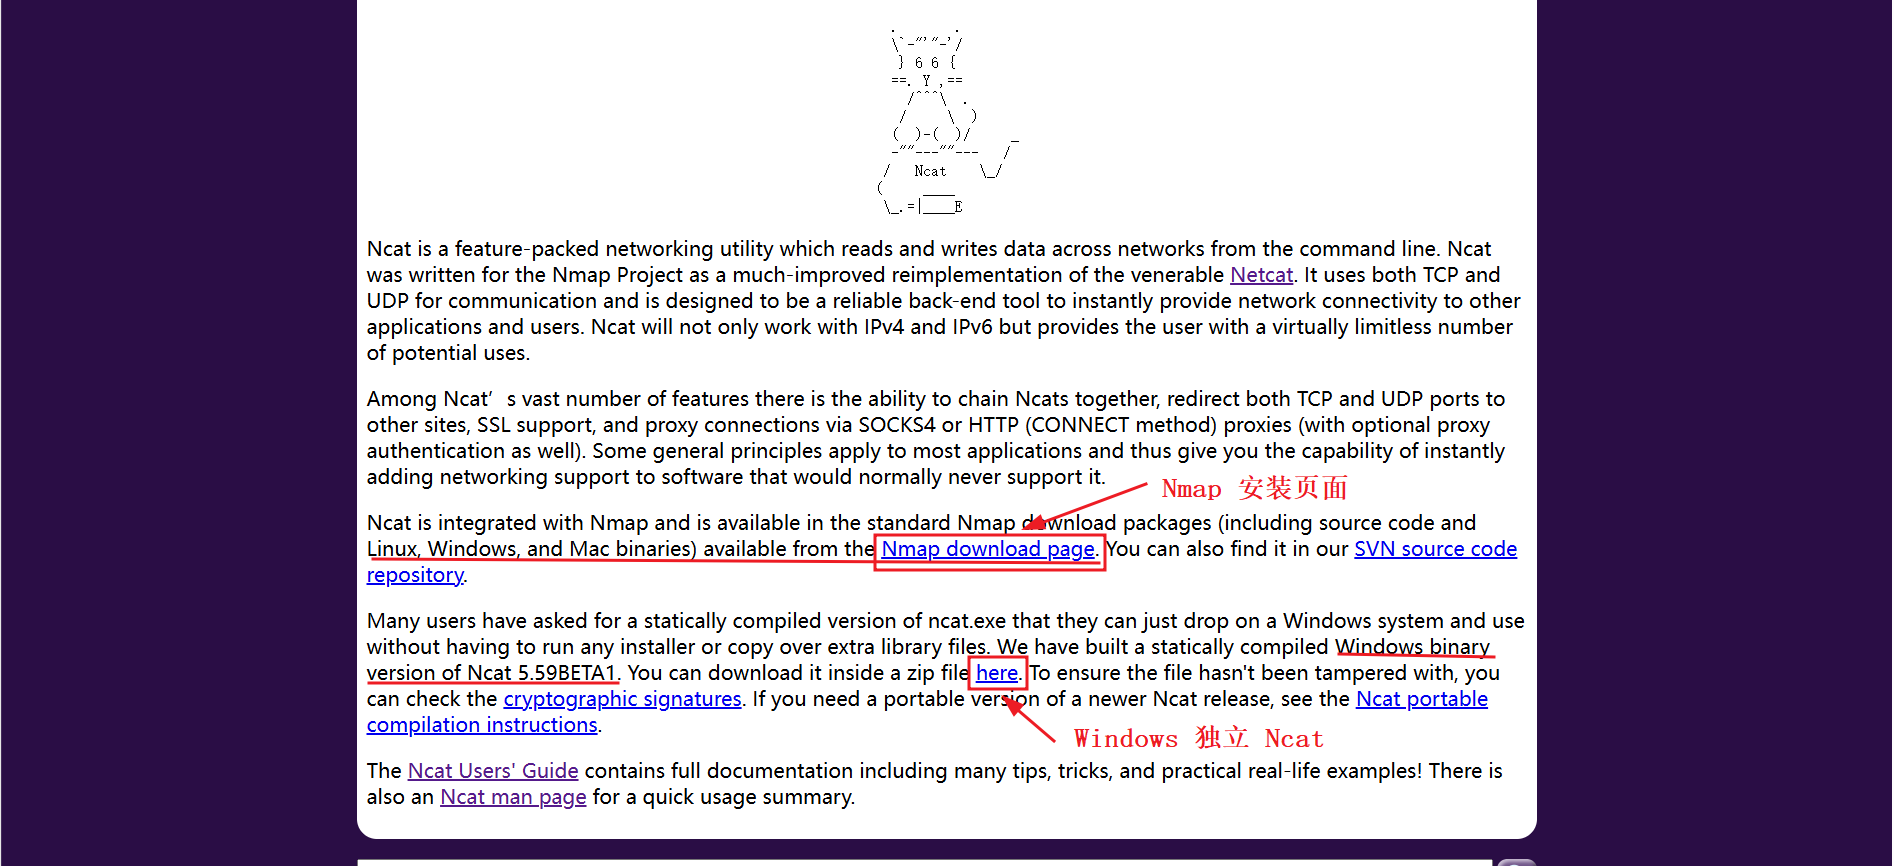 .       .
\`-"'"-'/
} 6 6 {
==. Y ,==
/^^^\  .
/     \  )
(  )-(  )/     _
-""---""---   /
/   Ncat    \_/
(     ____
\_.=|____E
Ncat is a feature-packed networking utility which reads and writes data across networks from the command line. Ncat
was written for the Nmap Project as a much-improved reimplementation of the venerable Netcat. It uses both TCP and
UDP for communication and is designed to be a reliable back-end tool to instantly provide network connectivity to other
applications and users. Ncat will not only work with IPv4 and IPv6 but provides the user with a virtually limitless number
of potential uses.
Among Ncat’s vast number of features there is the ability to chain Ncats together, redirect both TCP and UDP ports to
other sites, SSL support, and proxy connections via SOCKS4 or HTTP (CONNECT method) proxies (with optional proxy
authentication as well). Some general principles apply to most applications and thus give you the capability of instantly
adding networking support to software that would normally never support it.
Nmap 安装页面
Ncat is integrated with Nmap and is available in the standard Nmap download packages (including source code and
Linux, Windows, and Mac binaries) available from the Nmap download page. You can also find it in our SVN source code
repository.
Many users have asked for a statically compiled version of ncat.exe that they can just drop on a Windows system and use
without having to run any installer or copy over extra library files. We have built a statically compiled Windows binary
version of Ncat 5.59BETA1. You can download it inside a zip file here. To ensure the file hasn't been tampered with, you
can check the cryptographic signatures. If you need a portable version of a newer Ncat release, see the Ncat portable
compilation instructions.
Windows 独立 Ncat
The Ncat Users' Guide contains full documentation including many tips, tricks, and practical real-life examples! There is
also an Ncat man page for a quick usage summary.